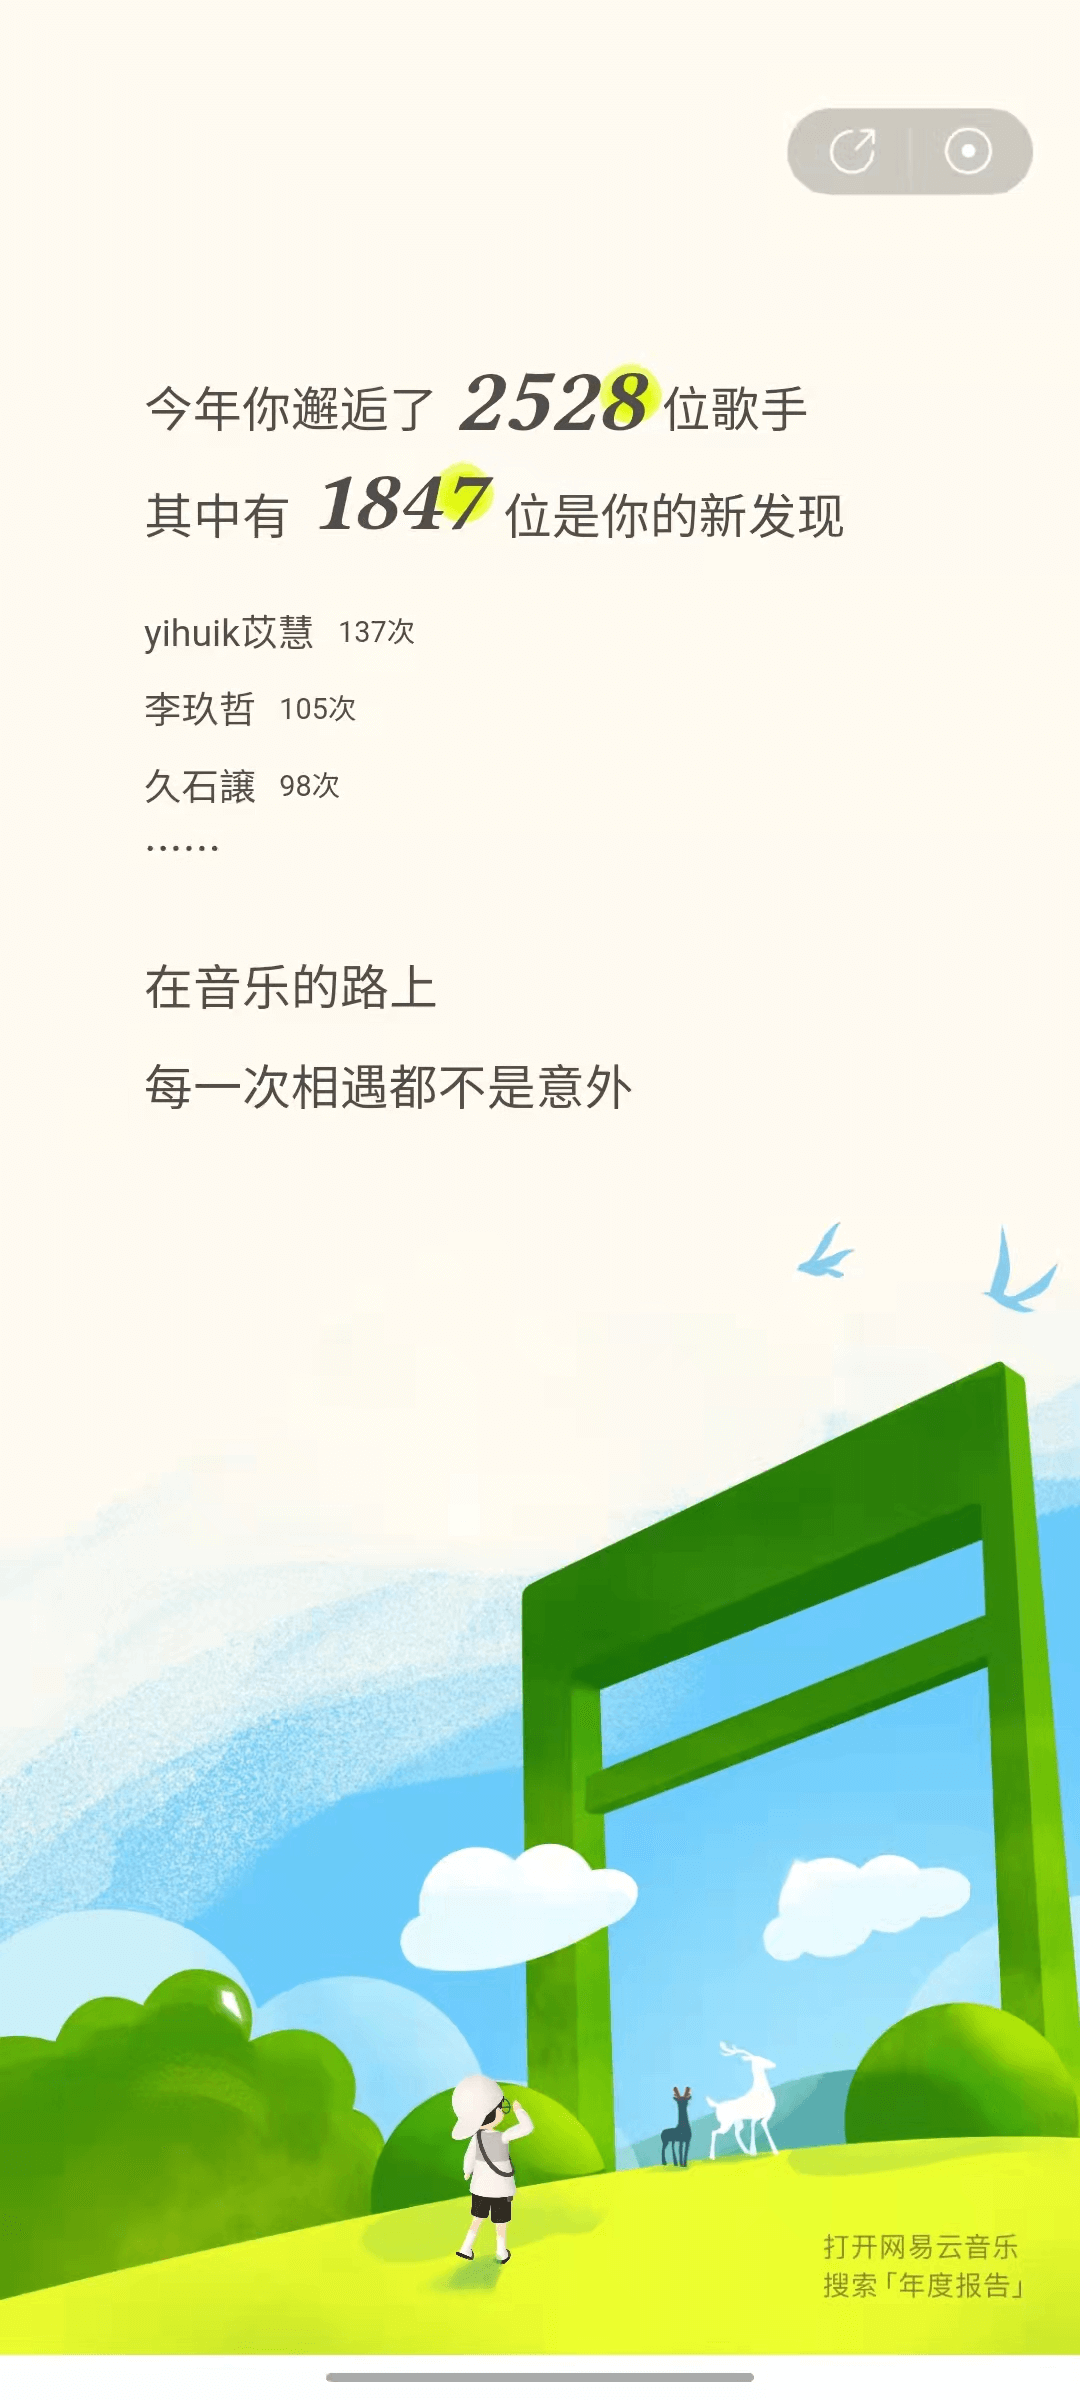 今年你邂逅了 2528 位歌手
其中有 1847 位是你的新发现
yihuik苡慧 137次
李玖哲 105次
久石譲 98次
……
在音乐的路上
每一次相遇都不是意外
打开网易云音乐
搜索「年度报告」